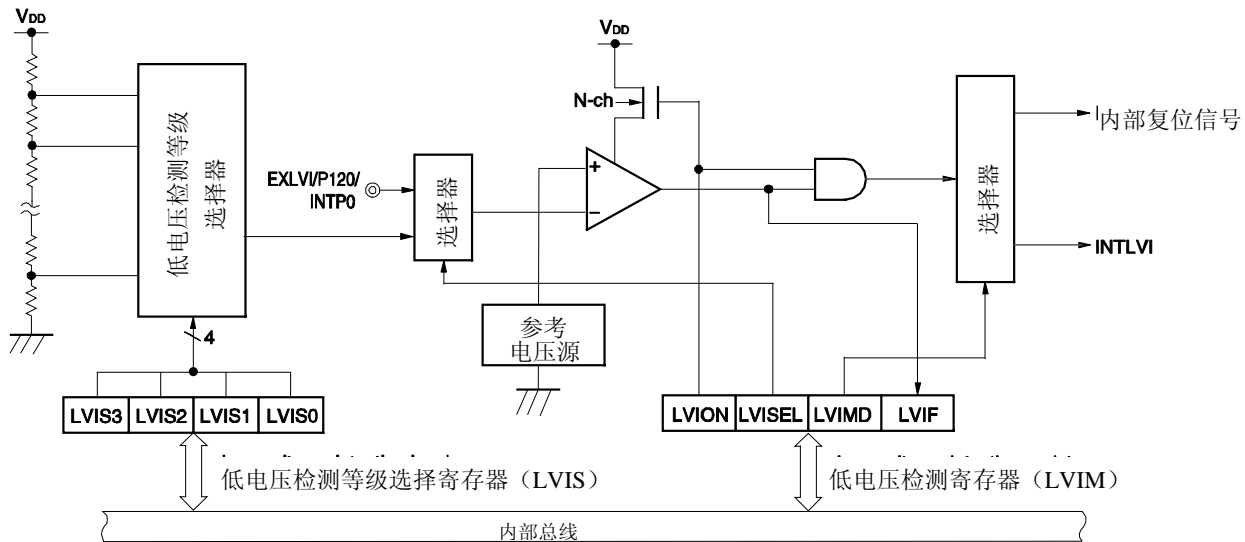 VDD
VDD
N-ch
低电压检测等级
选择器
EXLVI/P120/
INTP0
选择器
+
−
选择器
内部复位信号
INTLVI
参考
电压源
4
LVIS3 LVIS2 LVIS1 LVIS0
LVION LVISEL LVIMD LVIF
低电压检测等级选择寄存器（LVIS）
低电压检测寄存器（LVIM）
内部总线